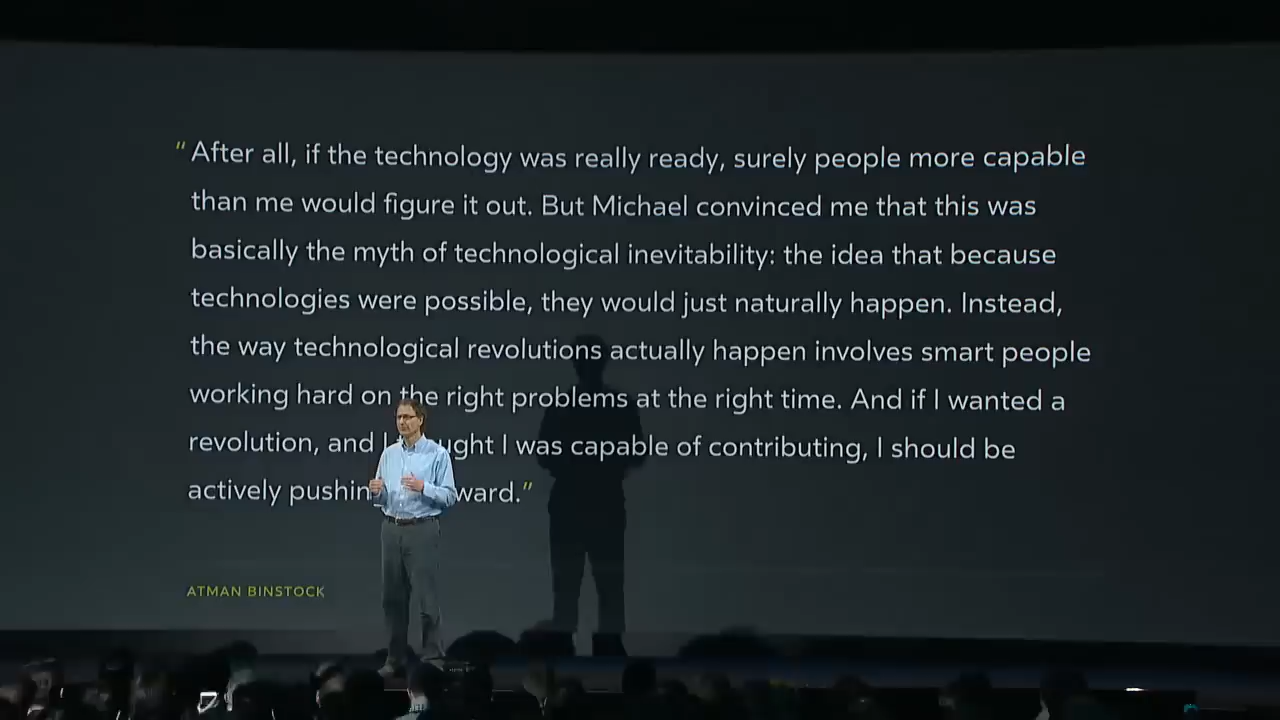 “After all, if the technology was really ready, surely people more capable
than me would figure it out. But Michael convinced me that this was
basically the myth of technological inevitability: the idea that because
technologies were possible, they would just naturally happen. Instead,
the way technological revolutions actually happen involves smart people
working hard on the right problems at the right time. And if I wanted a
revolution, and I ught I was capable of contributing, I should be
actively pushin ward.”
ATMAN BINSTOCK